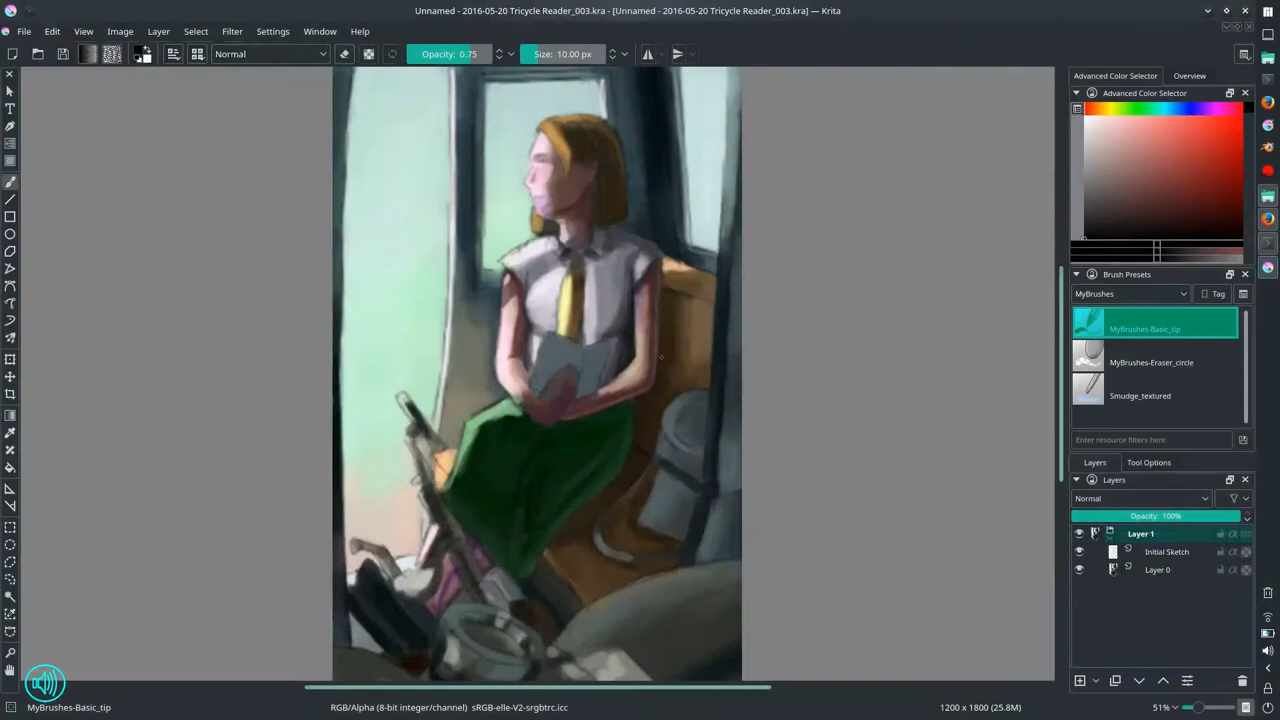 Unnamed - 2016-05-20 Tricycle Reader_003.kra - [Unnamed - 2016-05-20 Tricycle Reader_003.kra] — Krita
File Edit View Image Layer Select Filter Settings Window Help
Normal Opacity: 0.75 Size: 10.00 px
Advanced Color Selector Overview
Advanced Color Selector
Brush Presets
MyBrushes Tag
MyBrushes-Basic_tip
MyBrushes-Eraser_circle
Smudge_textured
Enter resource filters here
Layers Tool Options
Layers
Normal
Opacity: 100%
Layer 1
Initial Sketch
Layer 0
MyBrushes-Basic_tip RGB/Alpha (8-bit integer/channel) sRGB-elle-V2-srgbtrc.icc 1200 x 1800 (25.8M) 51%